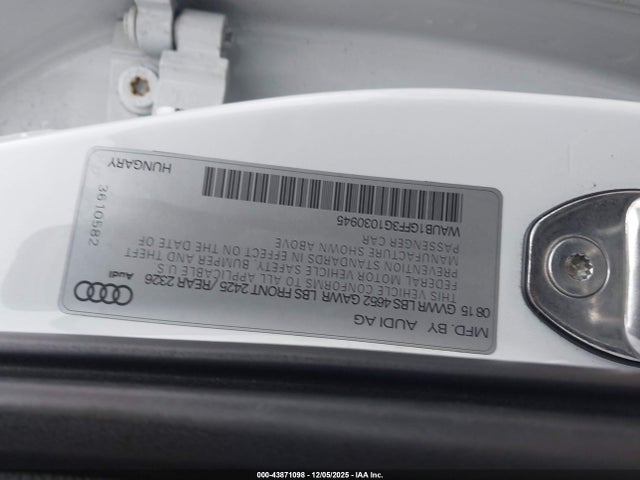 MFD. BY AUDI AG
08 15 GVWR LBS 4652 GAWR LBS FRONT 2425 / REAR 2326
THIS VEHICLE CONFORMS TO ALL APPLICABLE U S
FEDERAL MOTOR VEHICLE SAFETY BUMPER AND THEFT
PREVENTION STANDARDS IN EFFECT ON THE DATE OF
MANUFACTURE SHOWN ABOVE
PASSENGER CAR
WAUB1GFF3G1030945
HUNGARY
3610582
Audi
000-43871098 - 12/05/2025 - IAA Inc.